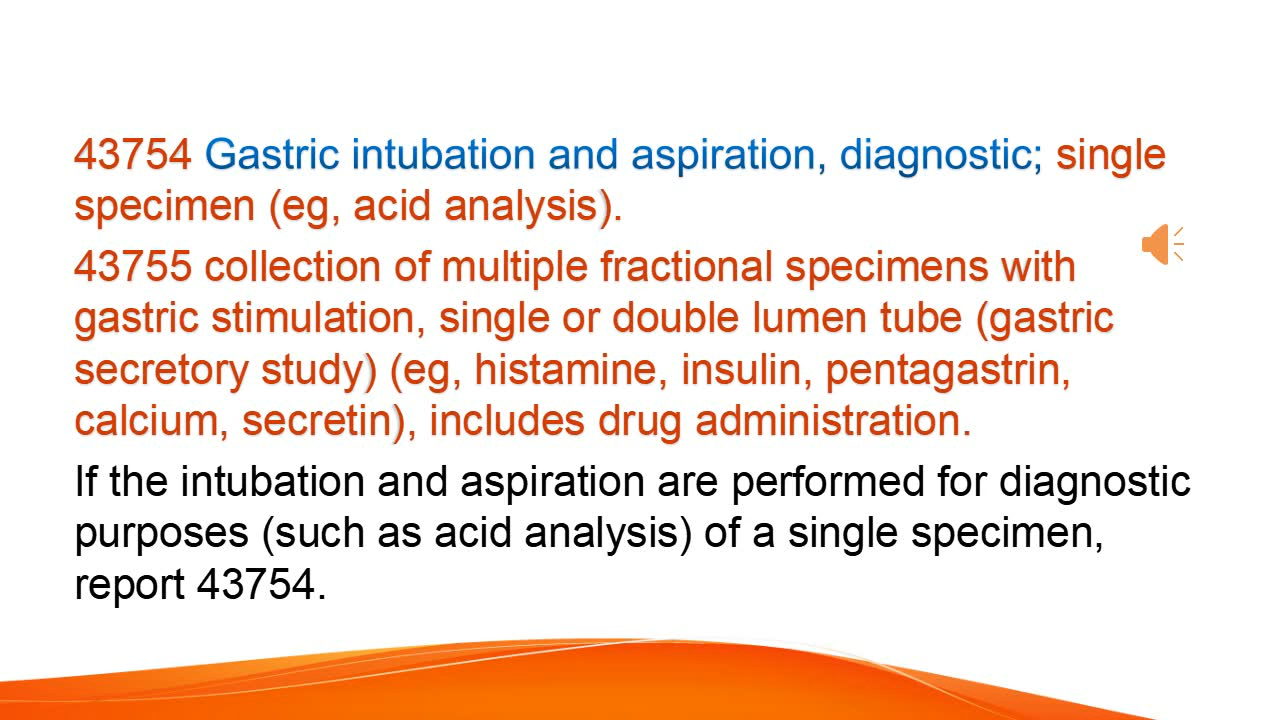 43754 Gastric intubation and aspiration, diagnostic; single
specimen (eg, acid analysis).
43755 collection of multiple fractional specimens with
gastric stimulation, single or double lumen tube (gastric
secretory study) (eg, histamine, insulin, pentagastrin,
calcium, secretin), includes drug administration.
If the intubation and aspiration are performed for diagnostic
purposes (such as acid analysis) of a single specimen,
report 43754.